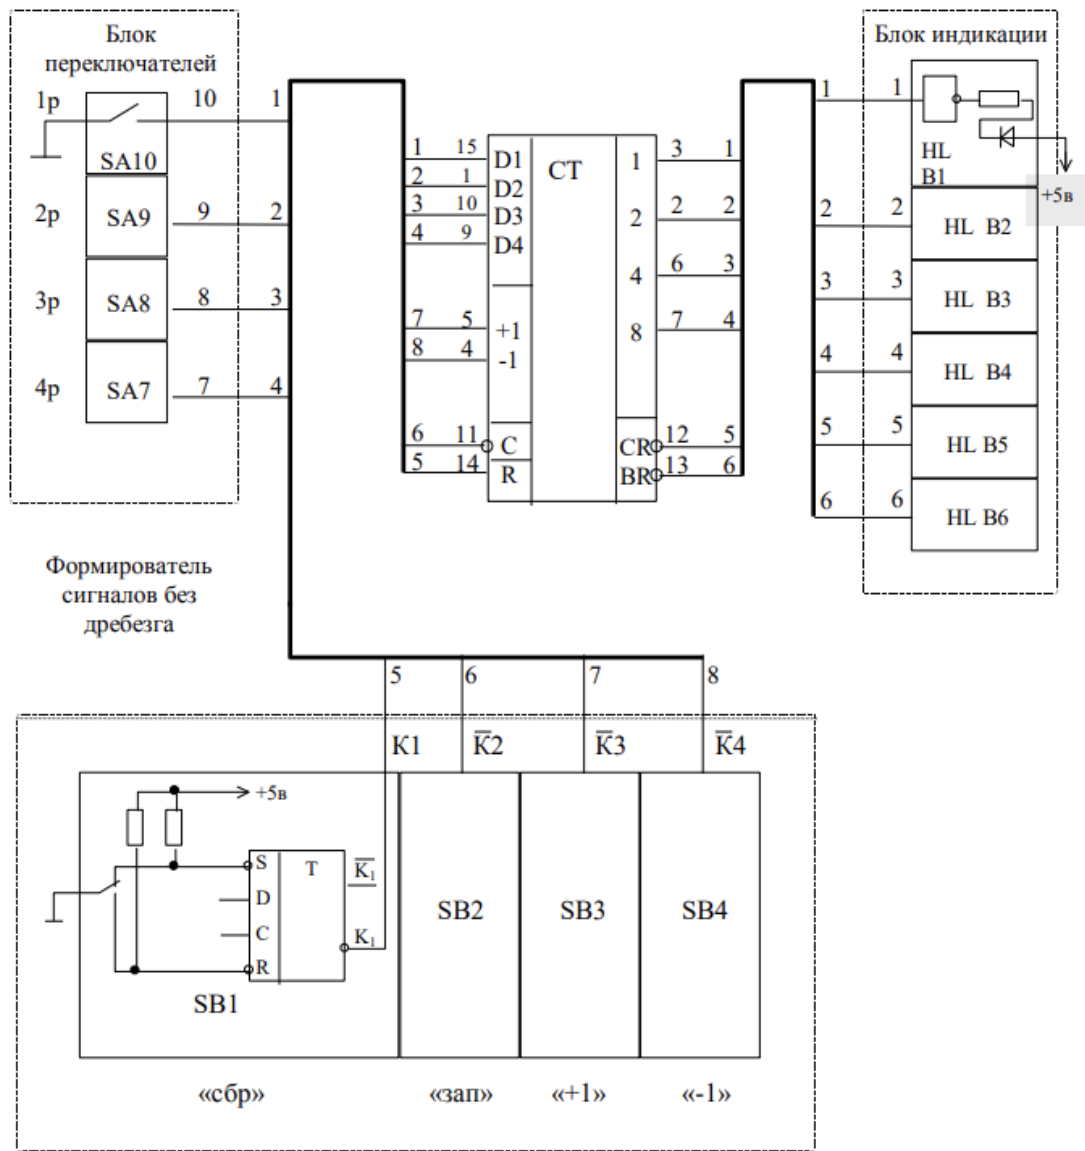 Блок
переключателей
1р
10
1
SA10
2р
SA9
9
2
3р
SA8
8
3
4р
SA7
7
4
1 15 D1
2 1 D2
3 10 D3
4 9 D4
7 5 +1
8 4 -1
6 11 C
5 14 R
CT
1 3 1
2 2 2
4 6 3
8 7 4
CR 12 5
BR 13 6
Блок индикации
1 1
HL
B1
+5в
2 2 HL B2
3 3 HL B3
4 4 HL B4
5 5 HL B5
6 6 HL B6
Формирователь
сигналов без
дребезга
5 6 7 8
K1 K̅2 K̅3 K̅4
+5в
S T K̅₁
D
C K₁
R
SB1
SB2
SB3
SB4
«сбр» «зап» «+1» «-1»